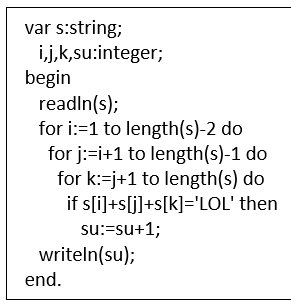 var s:string;
i,j,k,su:integer;
begin
readln(s);
for i:=1 to length(s)-2 do
for j:=i+1 to length(s)-1 do
for k:=j+1 to length(s) do
if s[i]+s[j]+s[k]='LOL' then
su:=su+1;
writeln(su);
end.